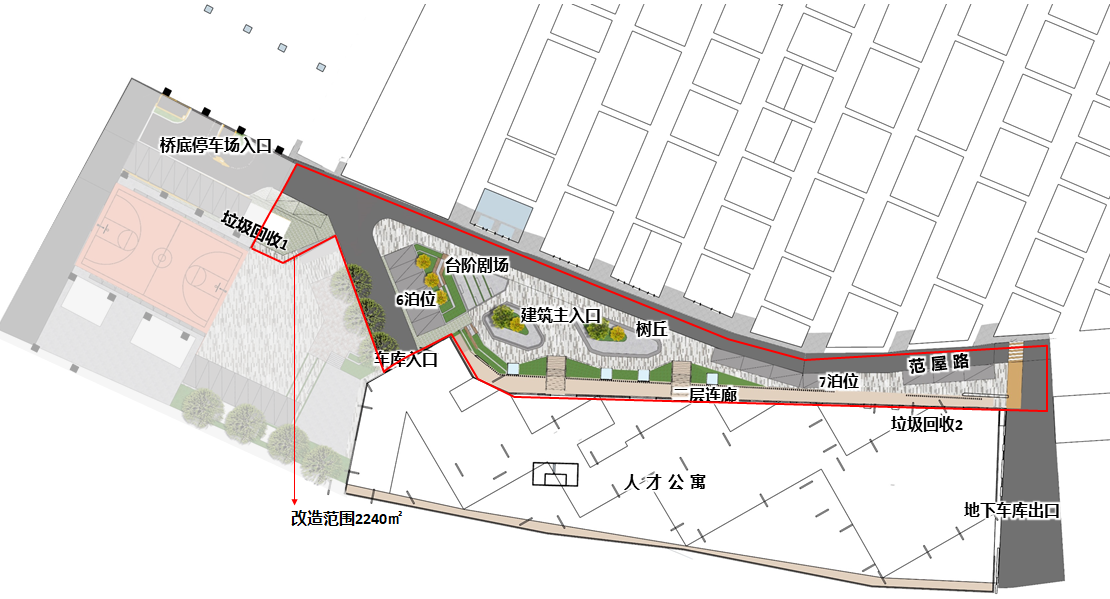 桥底停车场入口
垃圾回收1
台阶剧场
6泊位
建筑主入口
树丘
车库入口
范屋路
7泊位
二层连廊
垃圾回收2
人才公寓
地下车库出口
改造范围2240㎡